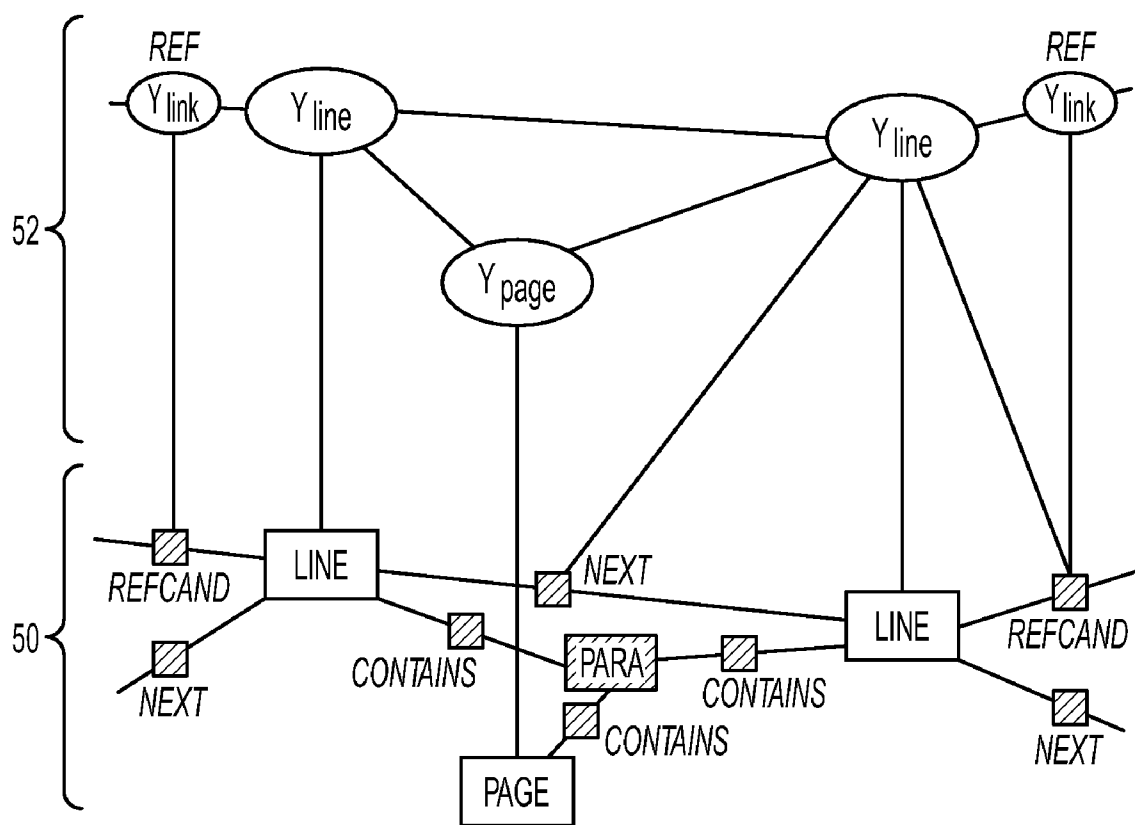 REF
REF
Y link
Y line
Y line
Y link
52
Y page
LINE
NEXT
REFCAND
LINE
50
PARA
REFCAND
CONTAINS
CONTAINS
NEXT
CONTAINS
NEXT
PAGE